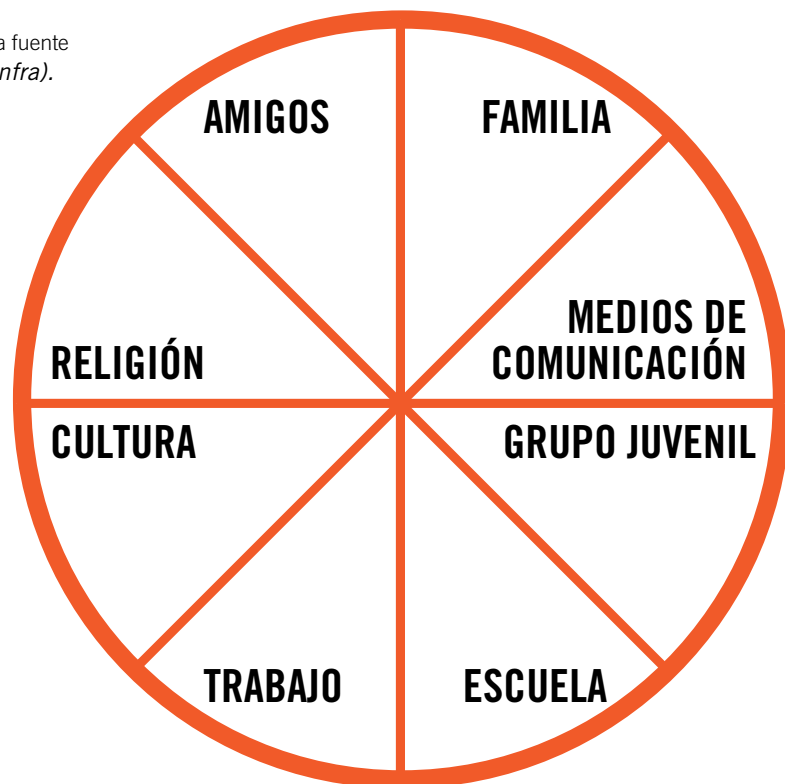 a fuente
nfra).
AMIGOS
FAMILIA
MEDIOS DE
COMUNICACIÓN
RELIGIÓN
CULTURA
GRUPO JUVENIL
TRABAJO
ESCUELA